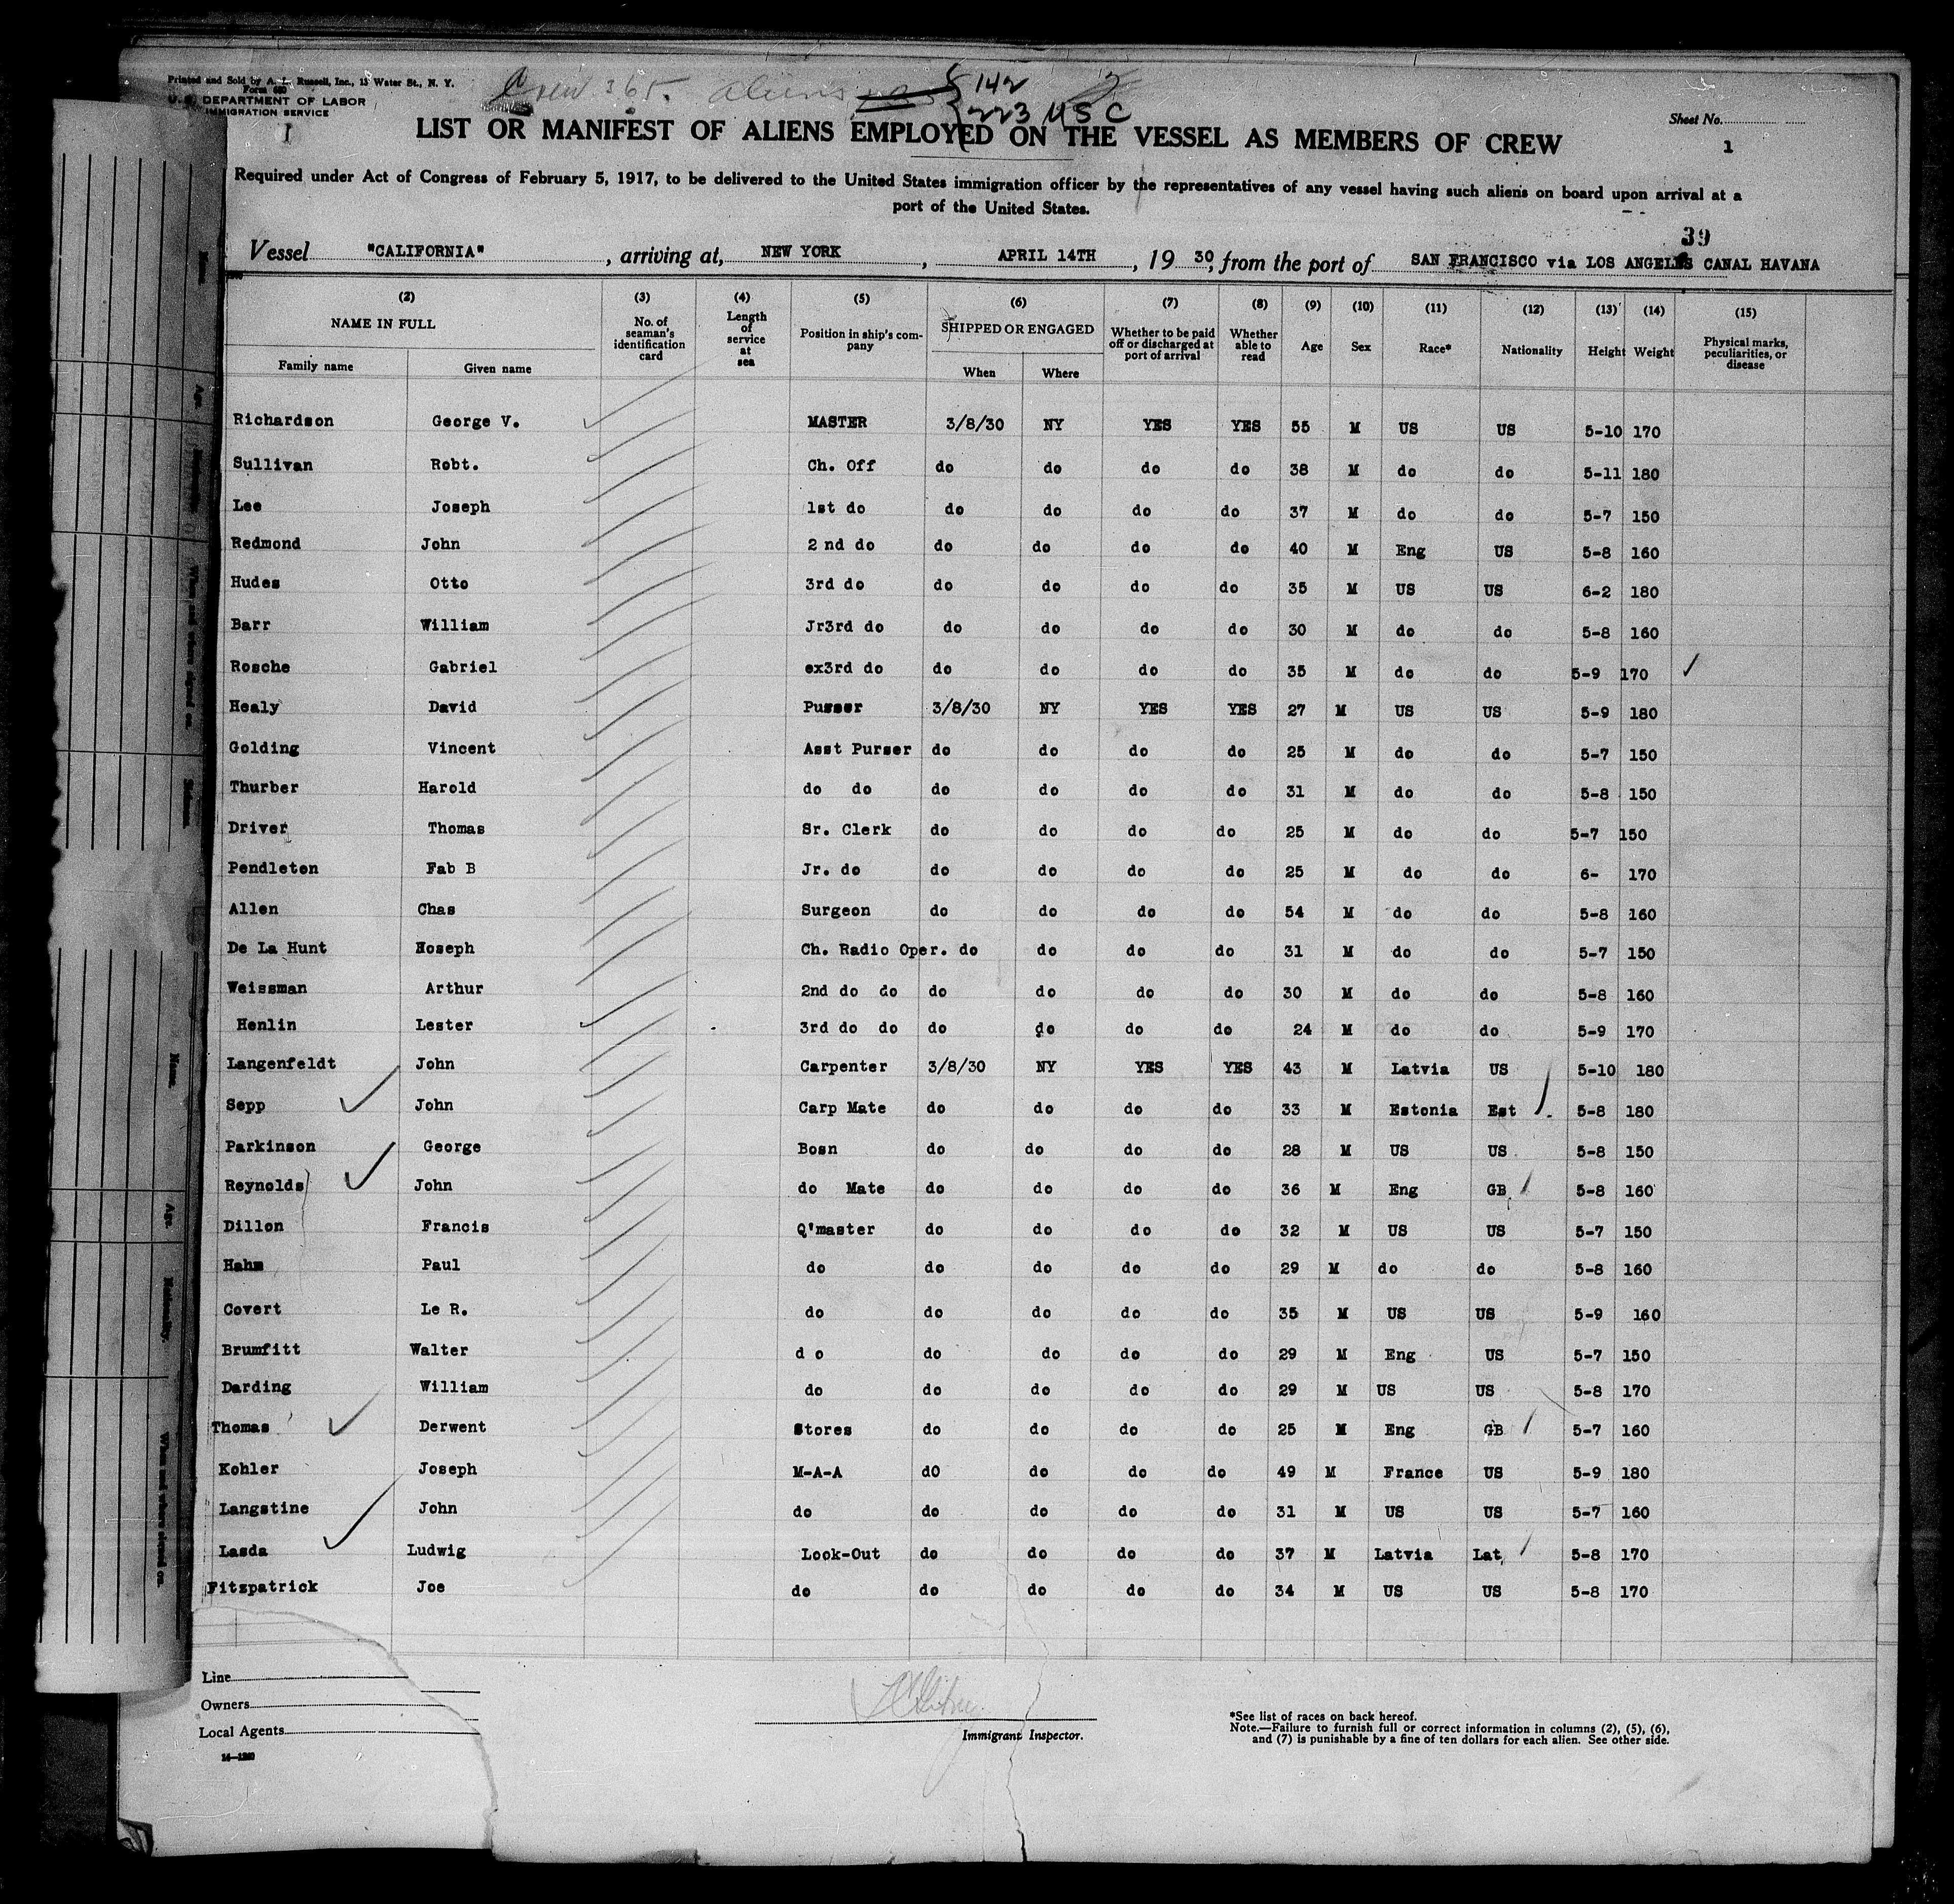 Printed and Sold by A. L. Russell, Inc., 15 Water St., N. Y.
Form 680
U. S. DEPARTMENT OF LABOR
IMMIGRATION SERVICE
Crew 365. aliens 142
223 USC
Sheet No.
1
LIST OR MANIFEST OF ALIENS EMPLOYED ON THE VESSEL AS MEMBERS OF CREW
Required under Act of Congress of February 5, 1917, to be delivered to the United States immigration officer by the representatives of any vessel having such aliens on board upon arrival at a
port of the United States.
39
Vessel "CALIFORNIA", arriving at, NEW YORK, APRIL 14TH, 19 30, from the port of SAN FRANCISCO via LOS ANGELES CANAL HAVANA
(2) (3) (4) (5) (6) (7) (8) (9) (10) (11) (12) (13) (14) (15)
NAME IN FULL No. of seaman's identification card Length of service at sea Position in ship's company SHIPPED OR ENGAGED Whether to be paid off or discharged at port of arrival Whether able to read Age Sex Race* Nationality Height Weight Physical marks, peculiarities, or disease
Family name Given name When Where
Richardson George V. MASTER 3/8/30 NY YES YES 55 M US US 5-10 170
Sullivan Robt. Ch. Off do do do do 38 M do do 5-11 180
Lee Joseph 1st do do do do do 37 M do do 5-7 150
Redmond John 2 nd do do do do do 40 M Eng US 5-8 160
Hudes Otto 3rd do do do do do 35 M US US 6-2 180
Barr William Jr3rd do do do do do 30 M do do 5-8 160
Rosche Gabriel ex3rd do do do do do 35 M do do 5-9 170
Healy David Purser 3/8/30 NY YES YES 27 M US US 5-9 180
Golding Vincent Asst Purser do do do do 25 M do do 5-7 150
Thurber Harold do do do do do do 31 M do do 5-8 150
Driver Thomas Sr. Clerk do do do do 25 M do do 5-7 150
Pendleton Fab B Jr. do do do do do 25 M do do 6- 170
Allen Chas Surgeon do do do do 54 M do do 5-8 160
De La Hunt Hoseph Ch. Radio Oper. do do do do 31 M do do 5-7 150
Weissman Arthur 2nd do do do do do do 30 M do do 5-8 160
Henlin Lester 3rd do do do do do do 24 M do do 5-9 170
Langenfeldt John Carpenter 3/8/30 NY YES YES 43 M Latvia US 5-10 180
Sepp John Carp Mate do do do do 33 M Estonia Est 5-8 180
Parkinson George Bosn do do do do 28 M US US 5-8 150
Reynolds John do Mate do do do do 36 M Eng GB 5-8 160
Dillon Francis Q'master do do do do 32 M US US 5-7 150
Hahm Paul do do do do do 29 M do do 5-8 160
Covert Le R. do do do do do 35 M US US 5-9 160
Brumfitt Walter d o do do do do 29 M Eng US 5-7 150
Darding William do do do do do 29 M US US 5-8 170
Thomas Derwent Stores do do do do 25 M Eng GB 5-7 160
Kohler Joseph M-A-A dO do do do 49 M France US 5-9 180
Langstine John do do do do do 31 M US US 5-7 160
Lasda Ludwig Look-Out do do do do 37 M Latvia Lat 5-8 170
Fitzpatrick Joe do do do do do 34 M US US 5-8 170
Line
Owners
Local Agents
14—1240
Immigrant Inspector.
*See list of races on back hereof.
Note.—Failure to furnish full or correct information in columns (2), (5), (6),
and (7) is punishable by a fine of ten dollars for each alien. See other side.